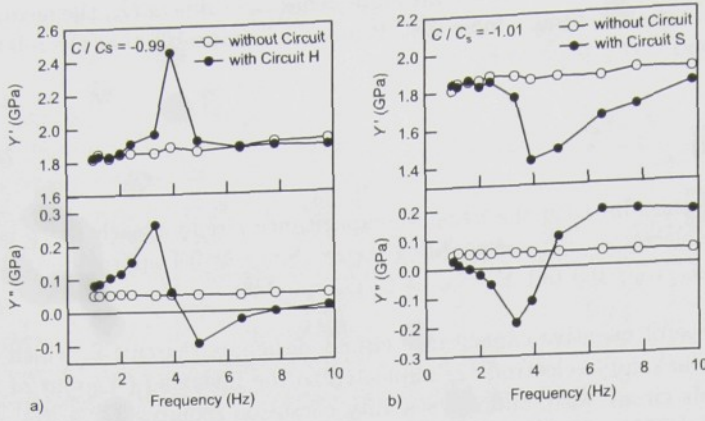 C / Cs = -0.99
without Circuit
with Circuit H
Y' (GPa)
2.6
2.4
2.2
2.0
1.8
1.6
Y" (GPa)
0.3
0.2
0.1
0.0
-0.1
0 2 4 6 8 10
Frequency (Hz)
a)
C / Cs = -1.01
without Circuit
with Circuit S
Y' (GPa)
2.2
2.0
1.8
1.6
1.4
Y" (GPa)
0.2
0.1
0.0
-0.1
-0.2
-0.3
0 2 4 6 8 10
Frequency (Hz)
b)